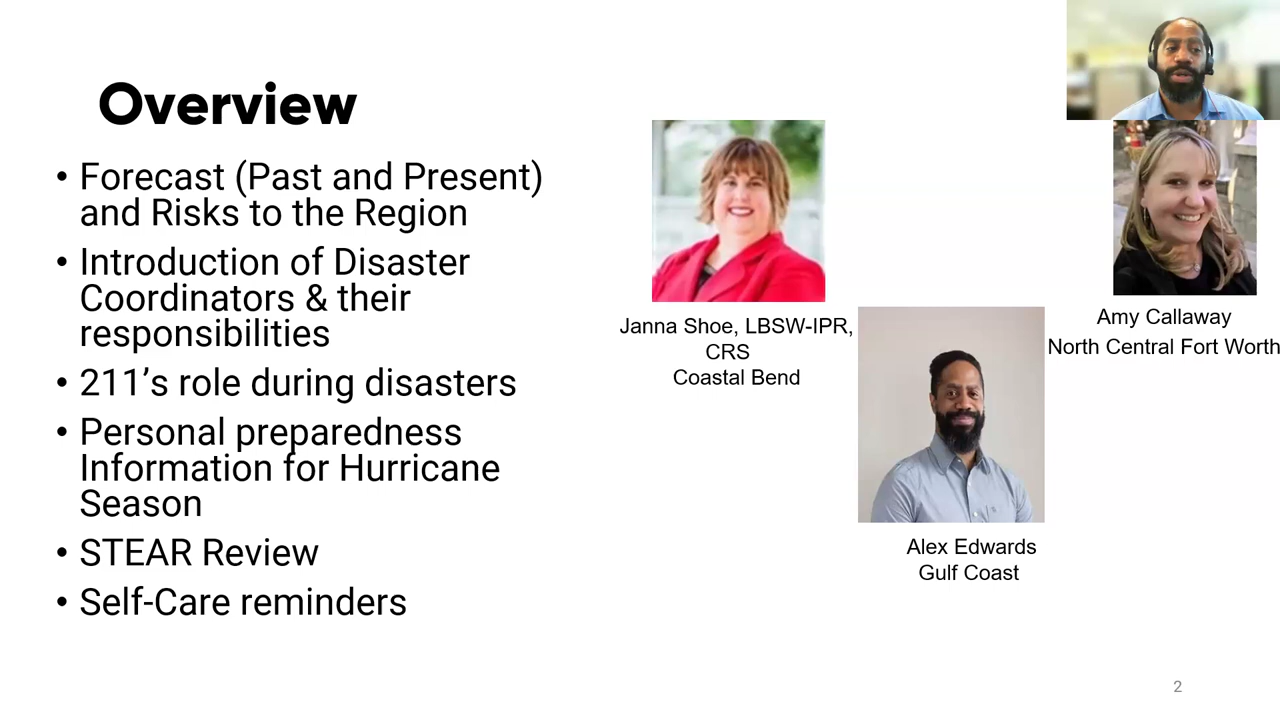 Overview
• Forecast (Past and Present)
and Risks to the Region
• Introduction of Disaster
Coordinators & their
responsibilities
• 211’s role during disasters
• Personal preparedness
Information for Hurricane
Season
• STEAR Review
• Self-Care reminders
Janna Shoe, LBSW-IPR,
CRS
Coastal Bend
Alex Edwards
Gulf Coast
Amy Callaway
North Central Fort Worth
2